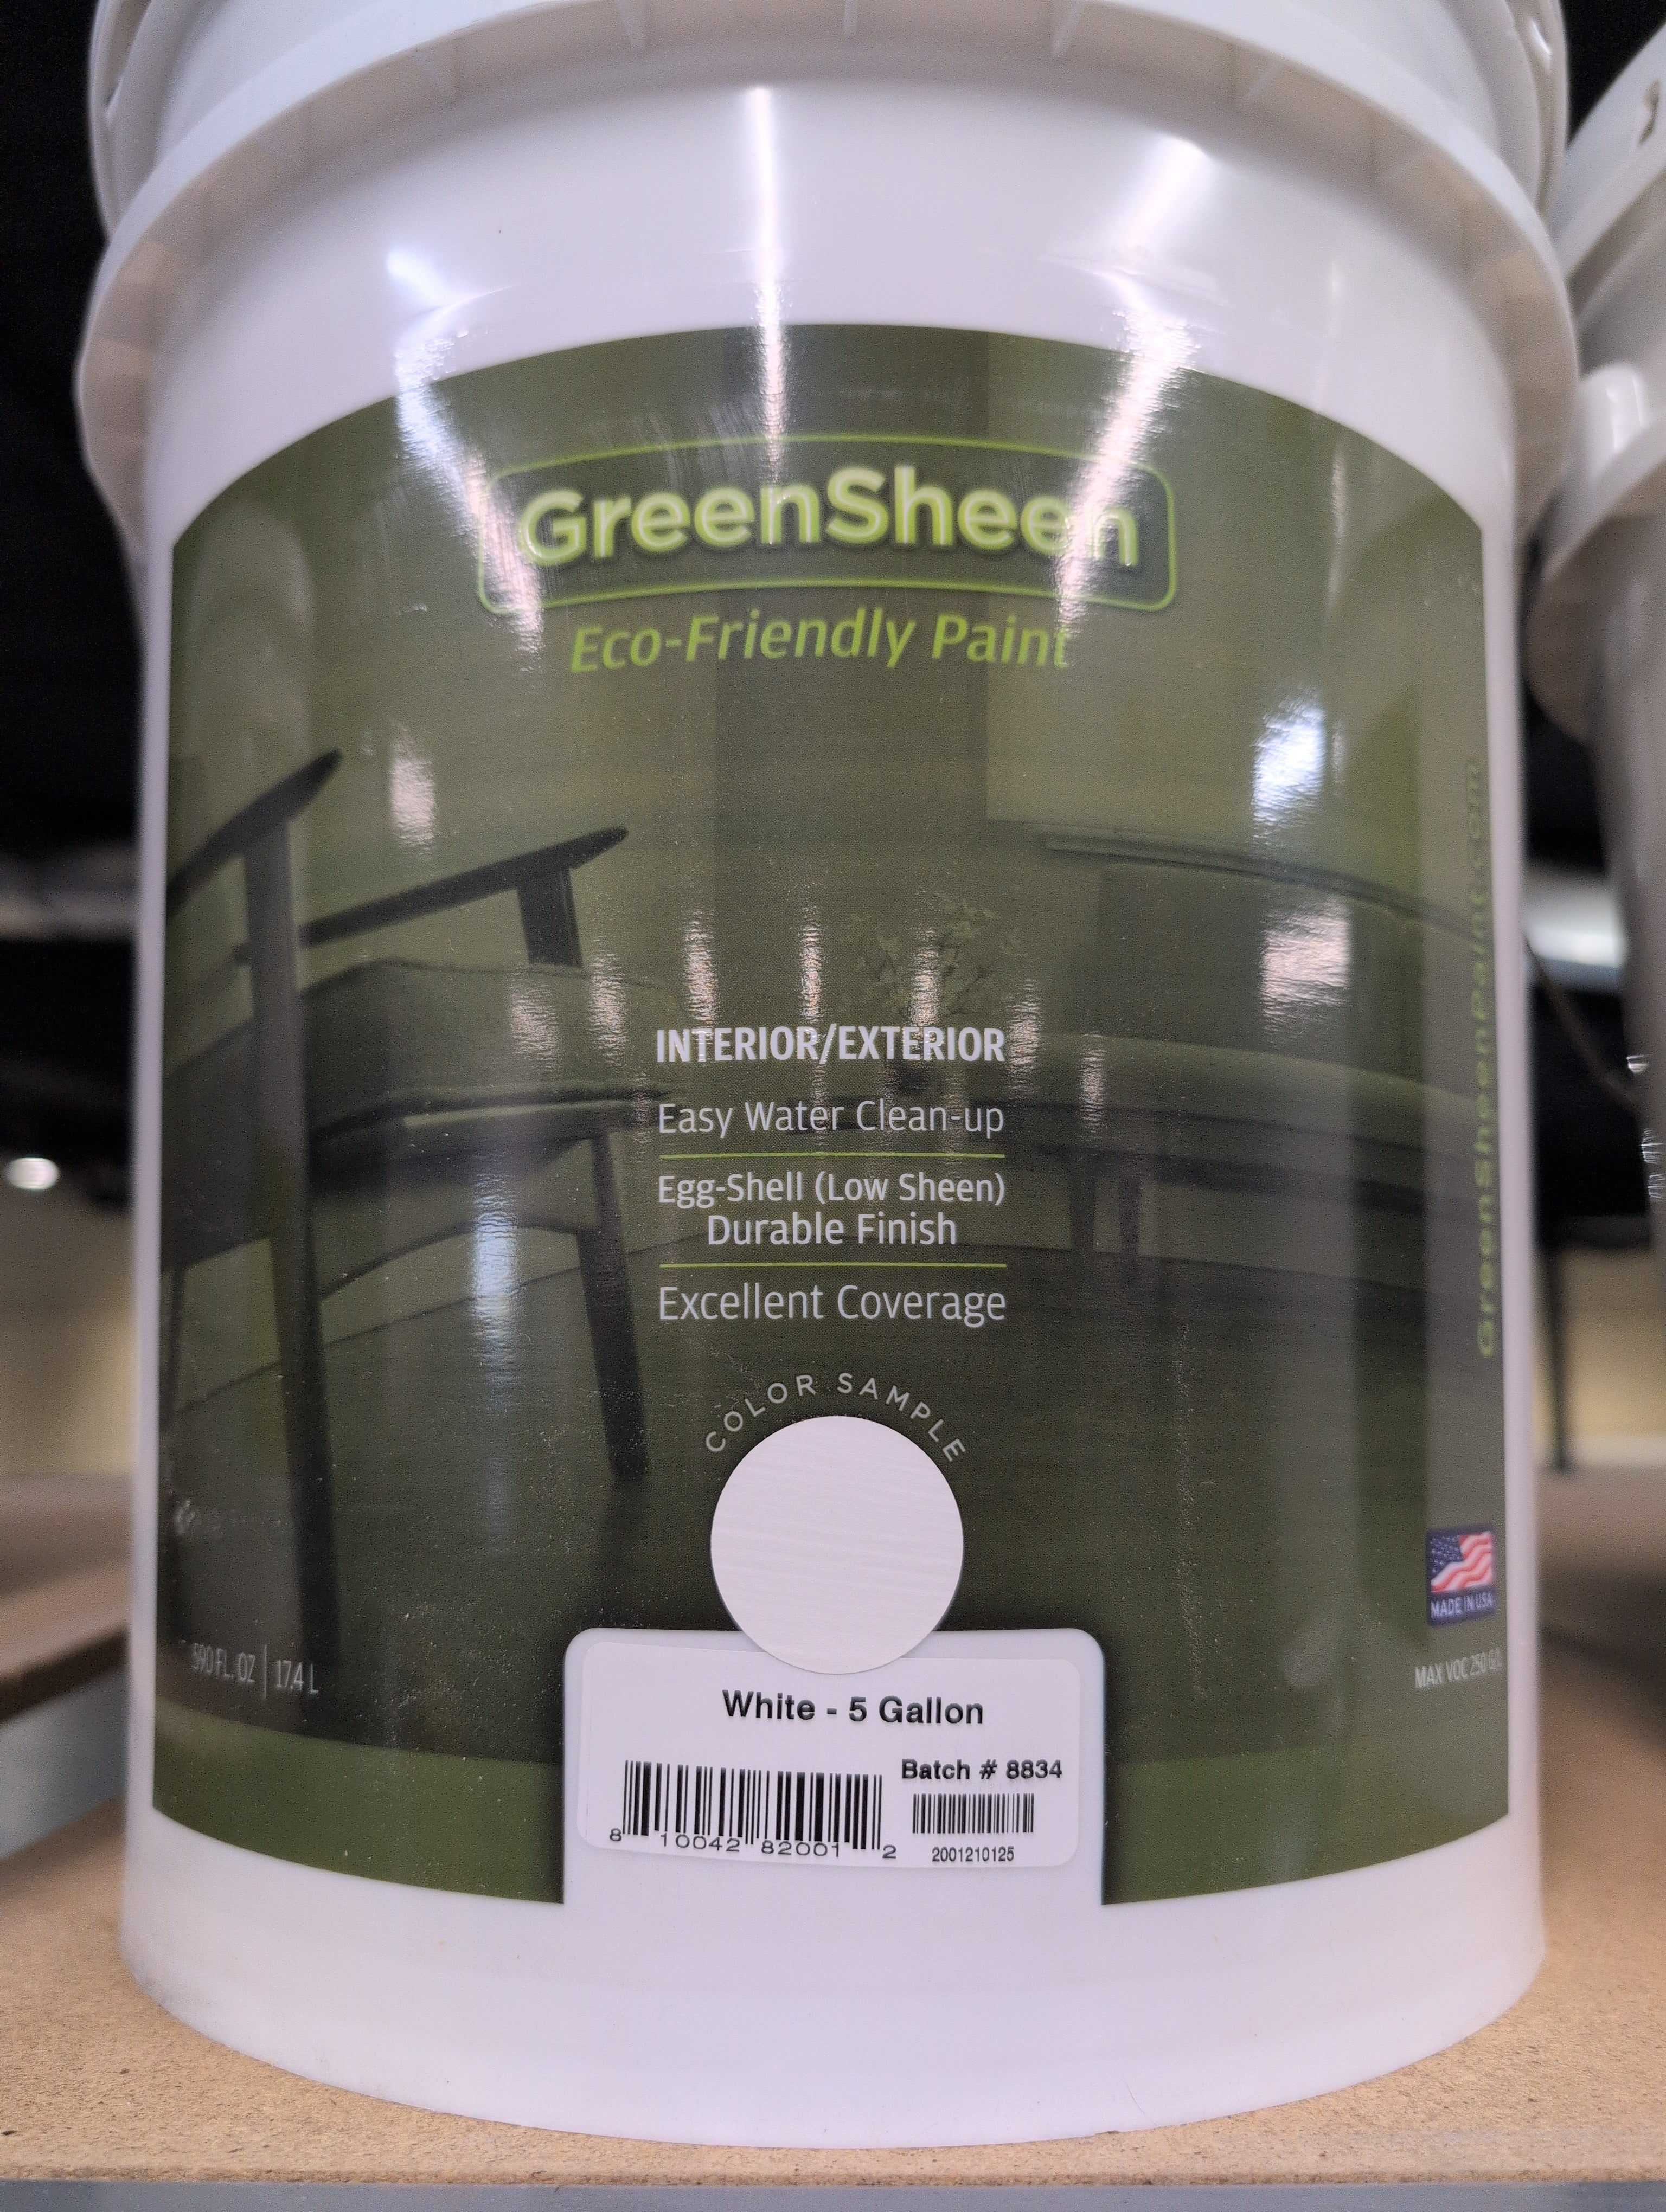 GreenSheen
Eco-Friendly Paint
INTERIOR/EXTERIOR
Easy Water Clean-up
Egg-Shell (Low Sheen)
Durable Finish
Excellent Coverage
COLOR SAMPLE
GreenSheenPaint.com
MADE IN USA
590 FL. OZ | 17.4 L
MAX VOC 250 G/L
White - 5 Gallon
Batch # 8834
8 10042 82001 2
2001210125